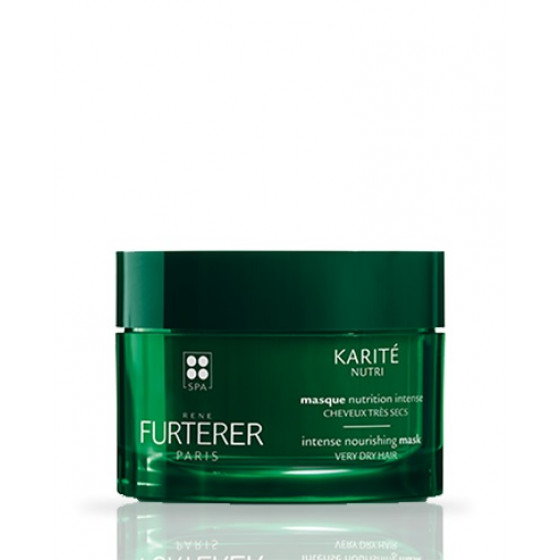 SPA
RENE
FURTERER
PARIS
KARITÉ
NUTRI
masque nutrition intense
CHEVEUX TRÈS SECS
intense nourishing mask
VERY DRY HAIR